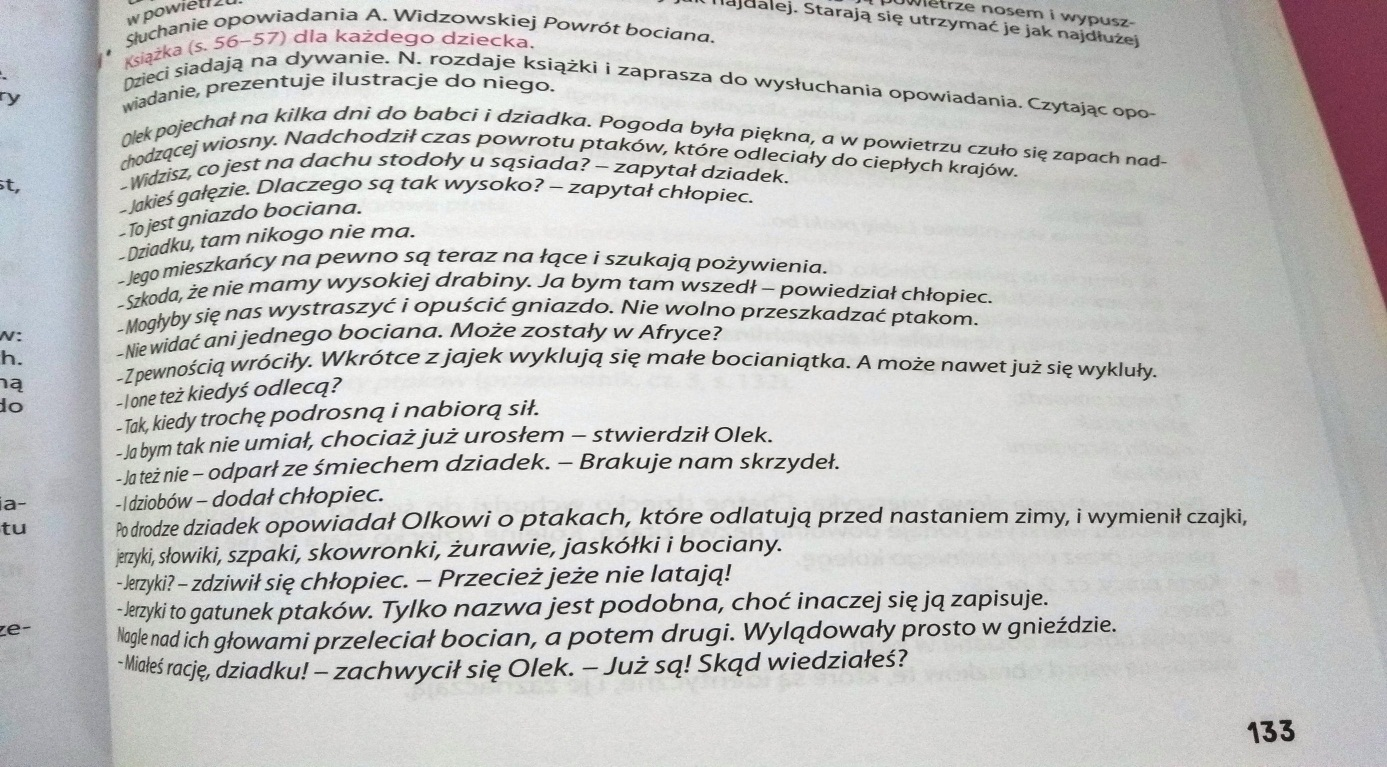 w powietrzu.
najdalej. Starają się utrzymać je jak najdłużej
powietrze nosem i wypusz-
Słuchanie opowiadania A. Widzowskiej Powrót bociana.
Książka (s. 56–57) dla każdego dziecka.
Dzieci siadają na dywanie. N. rozdaje książki i zaprasza do wysłuchania opowiadania. Czytając opo-
wiadanie, prezentuje ilustracje do niego.
Olek pojechał na kilka dni do babci i dziadka. Pogoda była piękna, a w powietrzu czuło się zapach nad-
chodzącej wiosny. Nadchodził czas powrotu ptaków, które odleciały do ciepłych krajów.
– Widzisz, co jest na dachu stodoły u sąsiada? – zapytał dziadek.
– Jakieś gałęzie. Dlaczego są tak wysoko? – zapytał chłopiec.
– To jest gniazdo bociana.
– Dziadku, tam nikogo nie ma.
– Jego mieszkańcy na pewno są teraz na łące i szukają pożywienia.
– Szkoda, że nie mamy wysokiej drabiny. Ja bym tam wszedł – powiedział chłopiec.
– Mogłyby się nas wystraszyć i opuścić gniazdo. Nie wolno przeszkadzać ptakom.
– Nie widać ani jednego bociana. Może zostały w Afryce?
– Z pewnością wróciły. Wkrótce z jajek wyklują się małe bocianiątka. A może nawet już się wykluły.
– I one też kiedyś odlecą?
– Tak, kiedy trochę podrosną i nabiorą sił.
– Ja bym tak nie umiał, chociaż już urosłem – stwierdził Olek.
– Ja też nie – odparł ze śmiechem dziadek. – Brakuje nam skrzydeł.
– I dziobów – dodał chłopiec.
Po drodze dziadek opowiadał Olkowi o ptakach, które odlatują przed nastaniem zimy, i wymienił czajki,
jerzyki, słowiki, szpaki, skowronki, żurawie, jaskółki i bociany.
– Jerzyki? – zdziwił się chłopiec. – Przecież jeże nie latają!
– Jerzyki to gatunek ptaków. Tylko nazwa jest podobna, choć inaczej się ją zapisuje.
Nagle nad ich głowami przeleciał bocian, a potem drugi. Wylądowały prosto w gnieździe.
– Miałeś rację, dziadku! – zachwycił się Olek. – Już są! Skąd wiedziałeś?
133